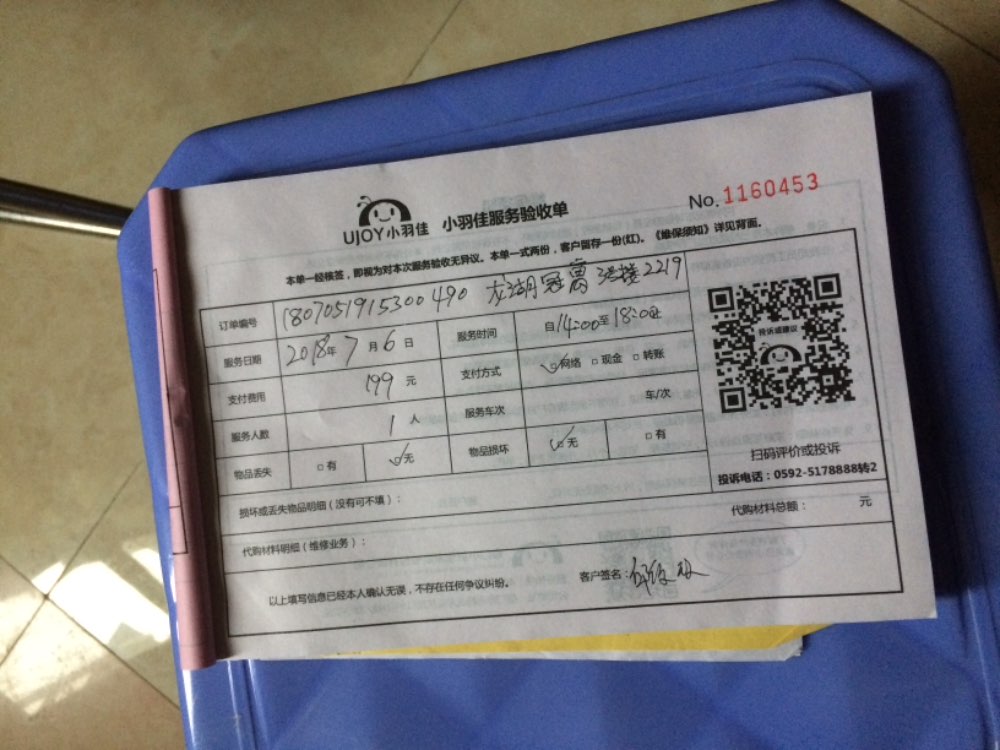 UJOY小羽佳 小羽佳服务验收单 No.1160453
本单一经核签,即视为对本次服务验收无异议。本单一式两份,客户留存一份(红)。《维保须知》详见背面。
订单编号 1807051915300490 龙湖冠寓 2219
服务日期 2018年7月6日 服务时间 自14:00至18:00止
支付费用 199元 支付方式 网络 □现金 □转账
服务人数 1人 服务车次 车/次
物品丢失 □有 无 物品损坏 无 □有
投诉或建议
扫码评价或投诉
投诉电话:0592-5178888转2
损坏或丢失物品明细(没有可不填):
代购材料明细(维修业务): 代购材料总额: 元
以上填写信息已经本人确认无误,不存在任何争议纠纷。 客户签名: